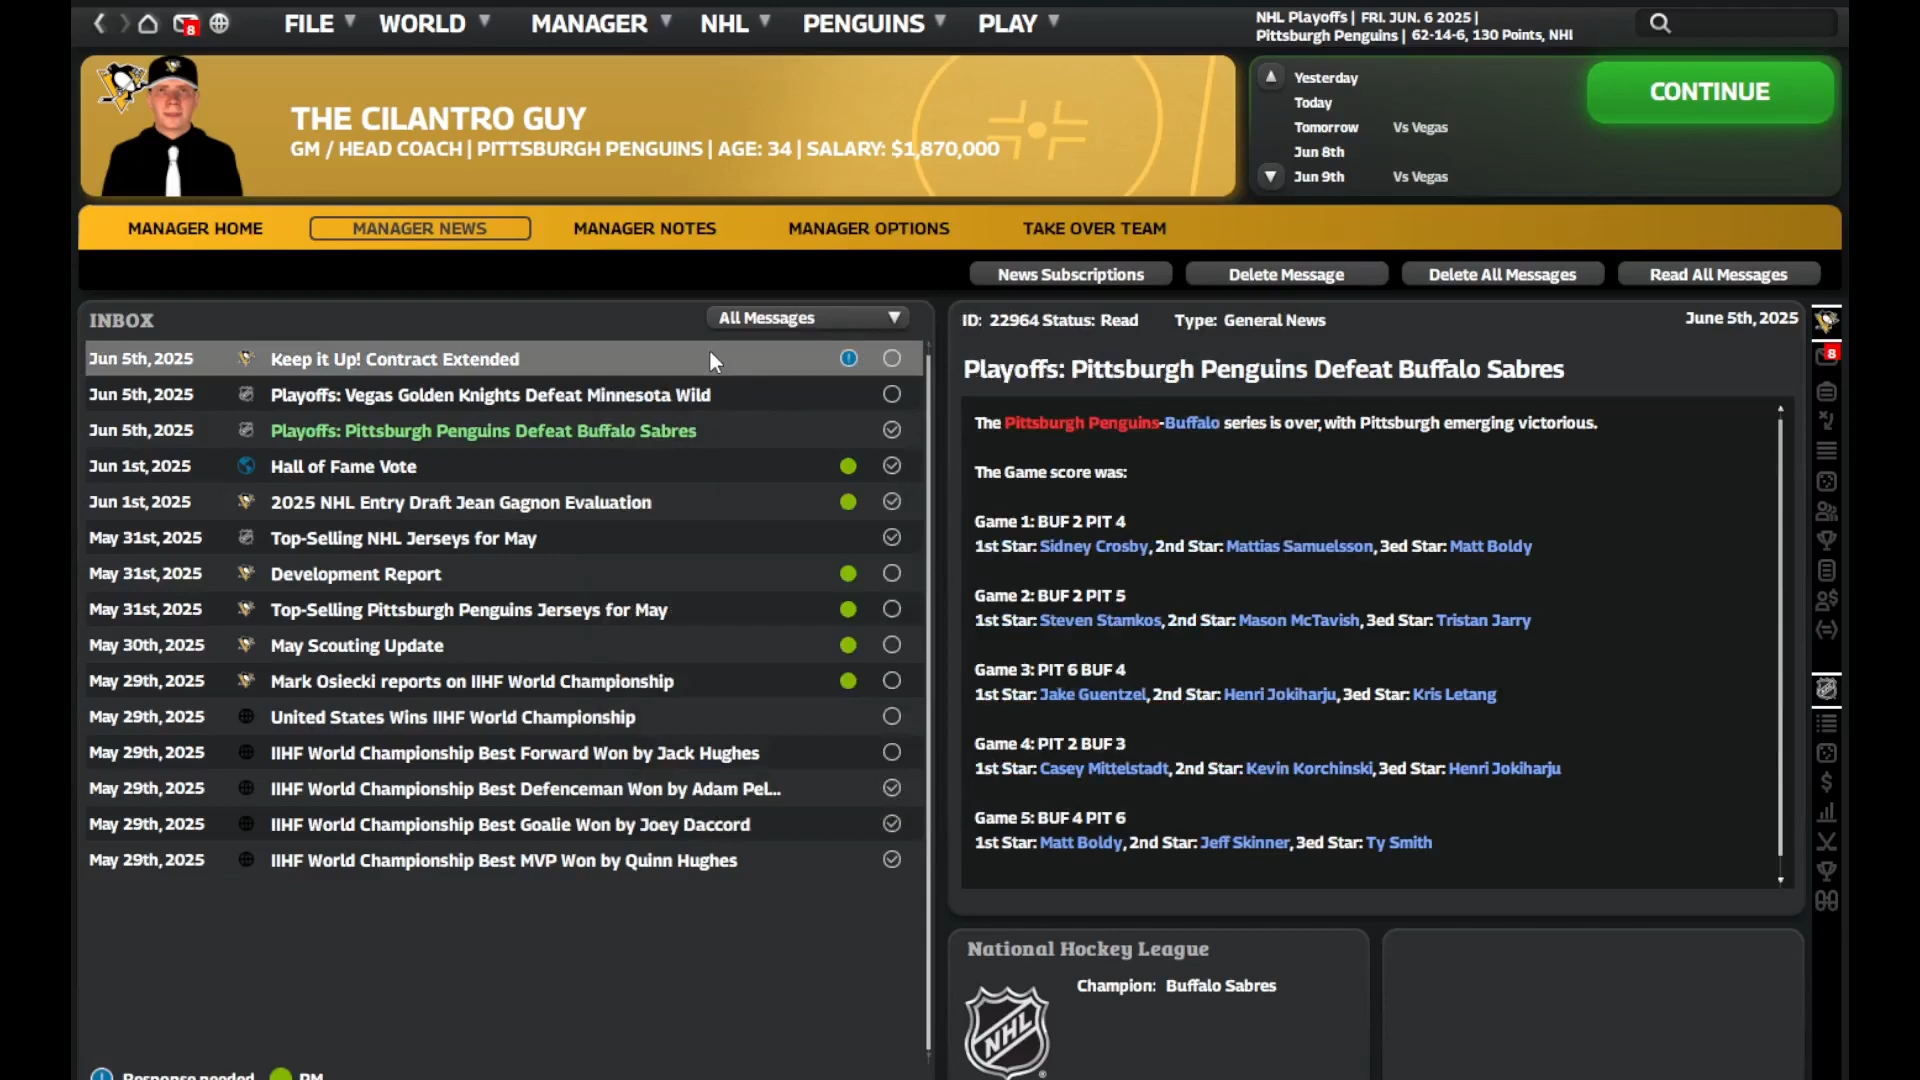 FILE WORLD MANAGER NHL PENGUINS PLAY
NHL Playoffs | FRI. JUN. 6 2025 |
Pittsburgh Penguins | 62-14-6, 130 Points, NHl
8
THE CILANTRO GUY
GM / HEAD COACH | PITTSBURGH PENGUINS | AGE: 34 | SALARY: $1,870,000
Yesterday
Today
Tomorrow Vs Vegas
Jun 8th
Jun 9th Vs Vegas
CONTINUE
MANAGER HOME MANAGER NEWS MANAGER NOTES MANAGER OPTIONS TAKE OVER TEAM
News Subscriptions Delete Message Delete All Messages Read All Messages
INBOX All Messages
Jun 5th, 2025 Keep it Up! Contract Extended
Jun 5th, 2025 Playoffs: Vegas Golden Knights Defeat Minnesota Wild
Jun 5th, 2025 Playoffs: Pittsburgh Penguins Defeat Buffalo Sabres
Jun 1st, 2025 Hall of Fame Vote
Jun 1st, 2025 2025 NHL Entry Draft Jean Gagnon Evaluation
May 31st, 2025 Top-Selling NHL Jerseys for May
May 31st, 2025 Development Report
May 31st, 2025 Top-Selling Pittsburgh Penguins Jerseys for May
May 30th, 2025 May Scouting Update
May 29th, 2025 Mark Osiecki reports on IIHF World Championship
May 29th, 2025 United States Wins IIHF World Championship
May 29th, 2025 IIHF World Championship Best Forward Won by Jack Hughes
May 29th, 2025 IIHF World Championship Best Defenceman Won by Adam Pel...
May 29th, 2025 IIHF World Championship Best Goalie Won by Joey Daccord
May 29th, 2025 IIHF World Championship Best MVP Won by Quinn Hughes
Response needed PM
ID: 22964 Status: Read Type: General News June 5th, 2025
Playoffs: Pittsburgh Penguins Defeat Buffalo Sabres
The Pittsburgh Penguins-Buffalo series is over, with Pittsburgh emerging victorious.
The Game score was:
Game 1: BUF 2 PIT 4
1st Star: Sidney Crosby, 2nd Star: Mattias Samuelsson, 3ed Star: Matt Boldy
Game 2: BUF 2 PIT 5
1st Star: Steven Stamkos, 2nd Star: Mason McTavish, 3ed Star: Tristan Jarry
Game 3: PIT 6 BUF 4
1st Star: Jake Guentzel, 2nd Star: Henri Jokiharju, 3ed Star: Kris Letang
Game 4: PIT 2 BUF 3
1st Star: Casey Mittelstadt, 2nd Star: Kevin Korchinski, 3ed Star: Henri Jokiharju
Game 5: BUF 4 PIT 6
1st Star: Matt Boldy, 2nd Star: Jeff Skinner, 3ed Star: Ty Smith
National Hockey League
Champion: Buffalo Sabres
NHL
8